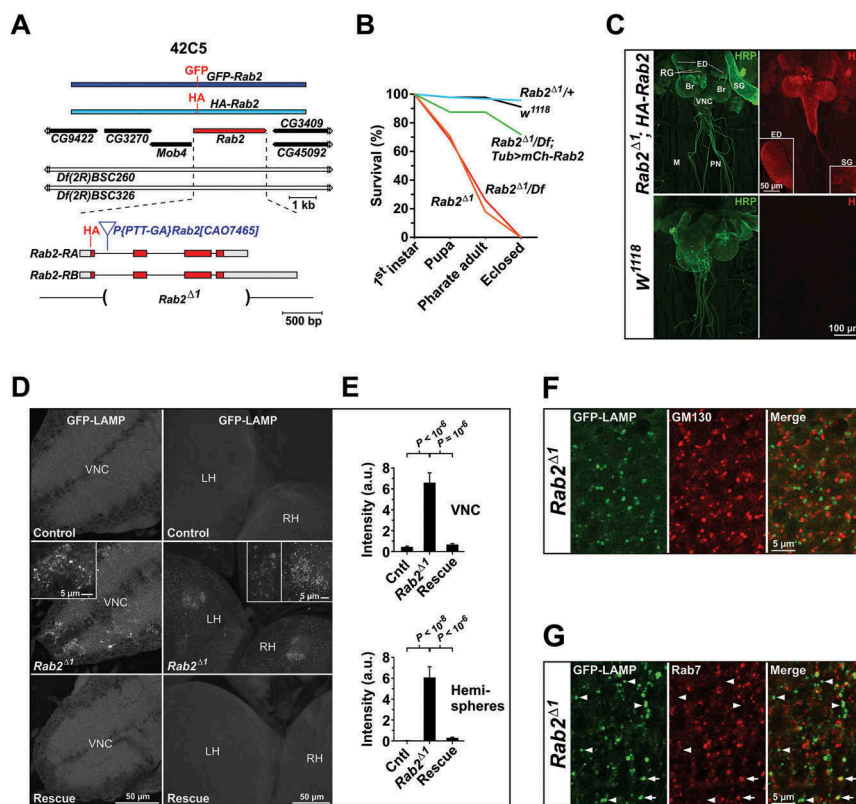 A
42C5
GFP
GFP-Rab2
HA
HA-Rab2
CG9422
CG3270
Rab2
CG3409
Mob4
CG45092
Df(2R)BSC260
Df(2R)BSC326
1 kb
HA
P{PTT-GA}Rab2[CAO7465]
Rab2-RA
Rab2-RB
Rab2Δ1
500 bp
B
Survival (%)
100
80
60
40
20
0
Rab2Δ1/+
w1118
Rab2Δ1/Df;
Tub>mCh-Rab2
Rab2Δ1/Df
Rab2Δ1
1st instar
Pupa
Pharate adult
Eclosed
C
Rab2Δ1; HA-Rab2
W1118
HRP
ED
RG
Br
Br
SG
VNC
M
PN
ED
50 µm
SG
HRP
D
GFP-LAMP
GFP-LAMP
VNC
LH
RH
Control
Control
5 µm
5 µm
VNC
LH
RH
Rab2Δ1
Rab2Δ1
VNC
LH
RH
Rescue
50 µm
Rescue
50 µm
E
P < 10-6
P = 10-6
Intensity (a.u.)
8
6
4
2
0
VNC
Cntl
Rab2Δ1
Rescue
P < 10-8
P < 10-6
Intensity (a.u.)
8
6
4
2
0
Hemi-
spheres
Cntl
Rab2Δ1
Rescue
F
Rab2Δ1
GFP-LAMP
GM130
Merge
5 µm
G
Rab2Δ1
GFP-LAMP
Rab7
Merge
5 µm